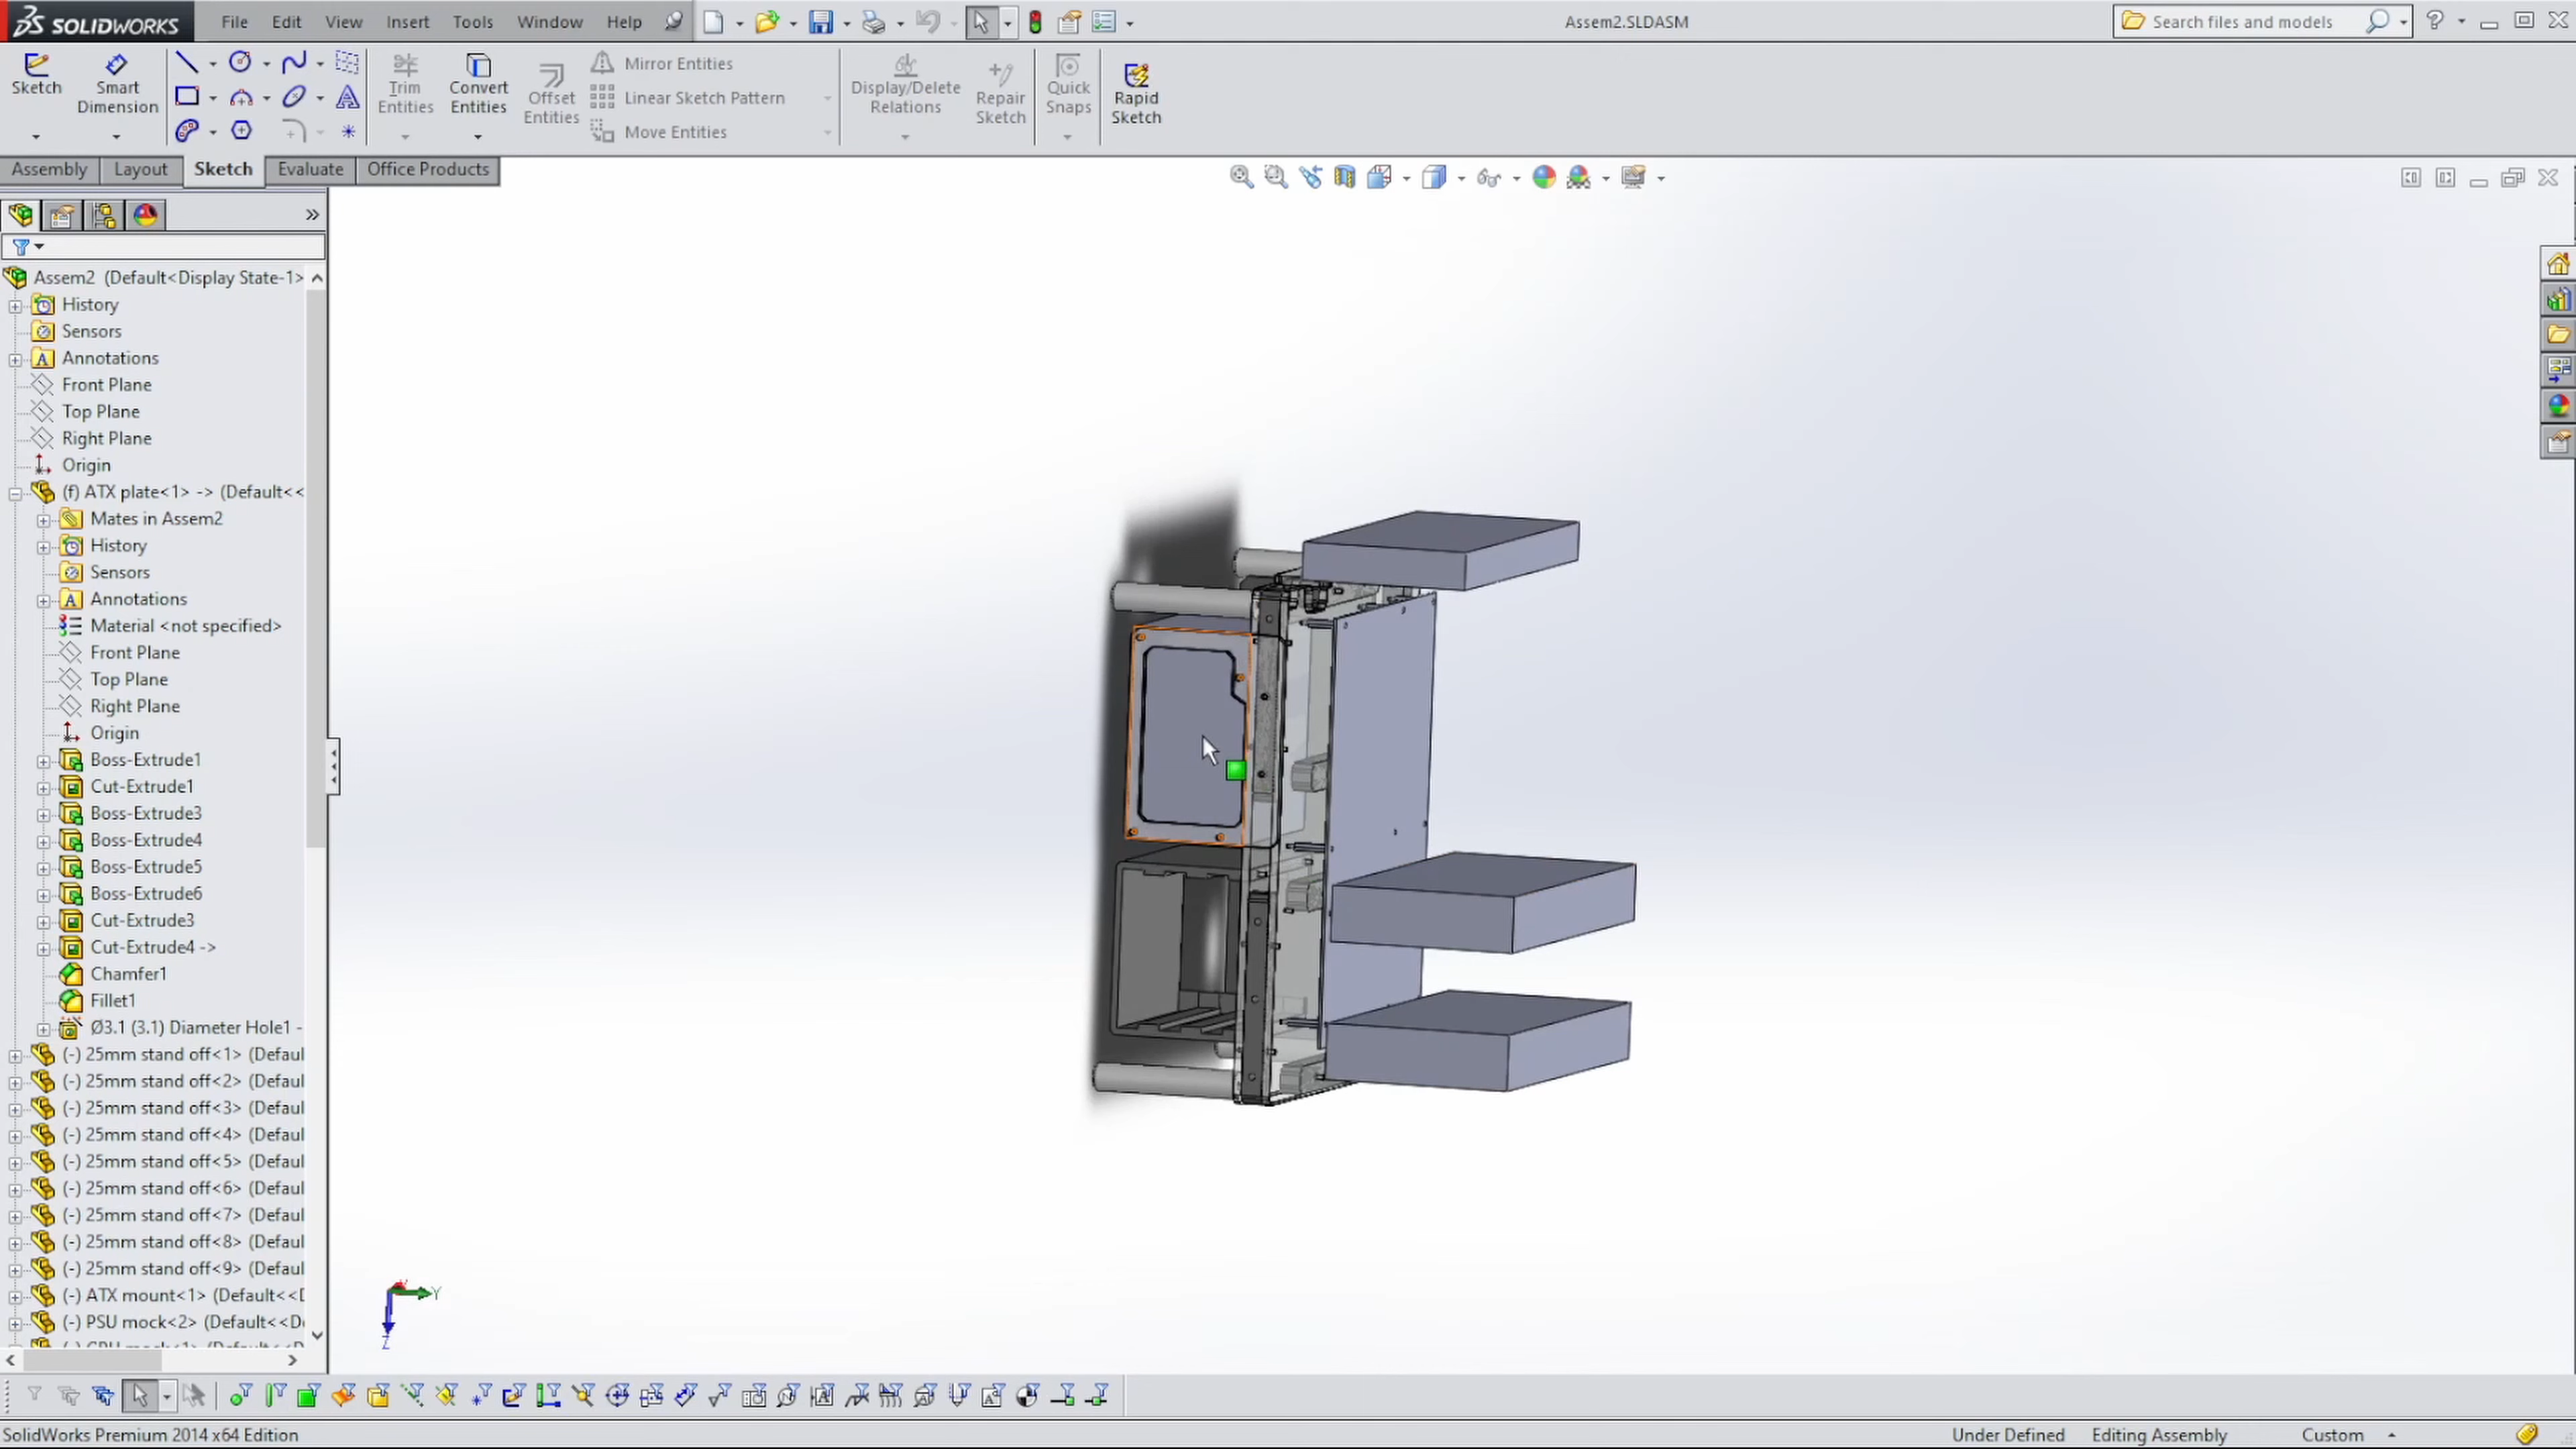 SOLIDWORKS File Edit View Insert Tools Window Help Assem2.SLDASM Search files and models
Sketch Smart Dimension Trim Entities Convert Entities Offset Entities Mirror Entities Linear Sketch Pattern Move Entities Display/Delete Relations Repair Sketch Quick Snaps Rapid Sketch
Assembly Layout Sketch Evaluate Office Products
Assem2 (Default<Display State-1>
History
Sensors
Annotations
Front Plane
Top Plane
Right Plane
Origin
(f) ATX plate<1> -> (Default<<
Mates in Assem2
History
Sensors
Annotations
Material <not specified>
Front Plane
Top Plane
Right Plane
Origin
Boss-Extrude1
Cut-Extrude1
Boss-Extrude3
Boss-Extrude4
Boss-Extrude5
Boss-Extrude6
Cut-Extrude3
Cut-Extrude4 ->
Chamfer1
Fillet1
Ø3.1 (3.1) Diameter Hole1 -
(-) 25mm stand off<1> (Defaul
(-) 25mm stand off<2> (Defaul
(-) 25mm stand off<3> (Defaul
(-) 25mm stand off<4> (Defaul
(-) 25mm stand off<5> (Defaul
(-) 25mm stand off<6> (Defaul
(-) 25mm stand off<7> (Defaul
(-) 25mm stand off<8> (Defaul
(-) 25mm stand off<9> (Defaul
(-) ATX mount<1> (Default<<D
(-) PSU mock<2> (Default<<De
Y
Z
SolidWorks Premium 2014 x64 Edition Under Defined Editing Assembly Custom